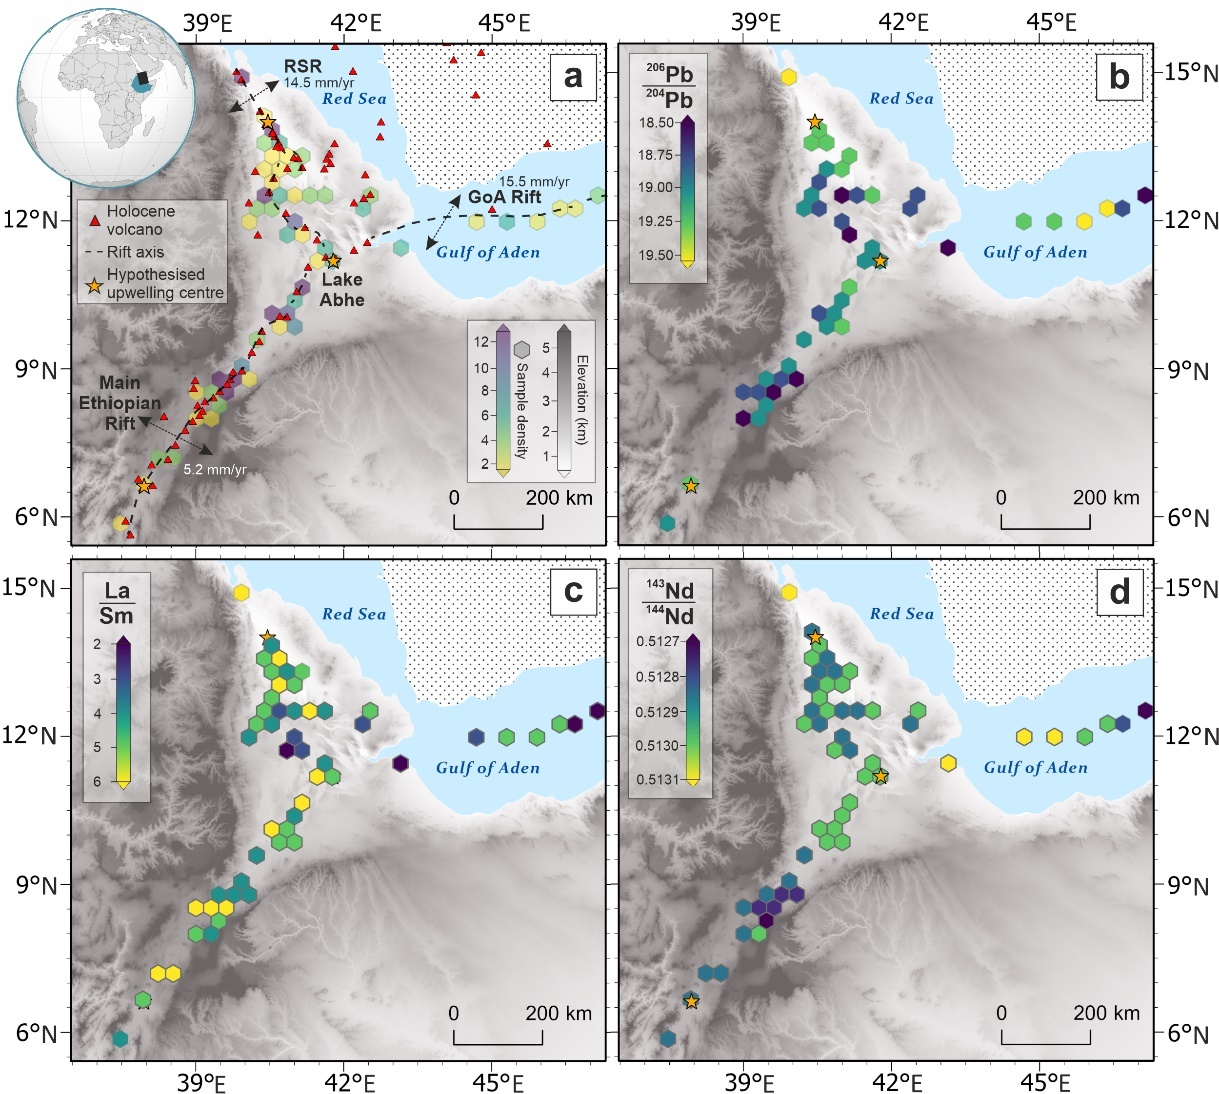 39°E 42°E 45°E 39°E 42°E 45°E
RSR
14.5 mm/yr
Red Sea
a
15.5 mm/yr
GoA Rift
Gulf of Aden
12°N
Holocene
volcano
Rift axis
Hypothesised
upwelling centre
Lake
Abhe
9°N
Main
Ethiopian
Rift
5.2 mm/yr
12
10
8
6
4
2
Sample density
5
4
3
2
1
Elevation (km)
0 200 km
6°N
b
206Pb
204Pb
18.50
18.75
19.00
19.25
19.50
Red Sea
Gulf of Aden
0 200 km
15°N
12°N
9°N
6°N
15°N
12°N
9°N
6°N
La
Sm
2
3
4
5
6
c
Red Sea
Gulf of Aden
0 200 km
d
143Nd
144Nd
0.5127
0.5128
0.5129
0.5130
0.5131
Red Sea
Gulf of Aden
0 200 km
15°N
12°N
9°N
6°N
39°E 42°E 45°E 39°E 42°E 45°E